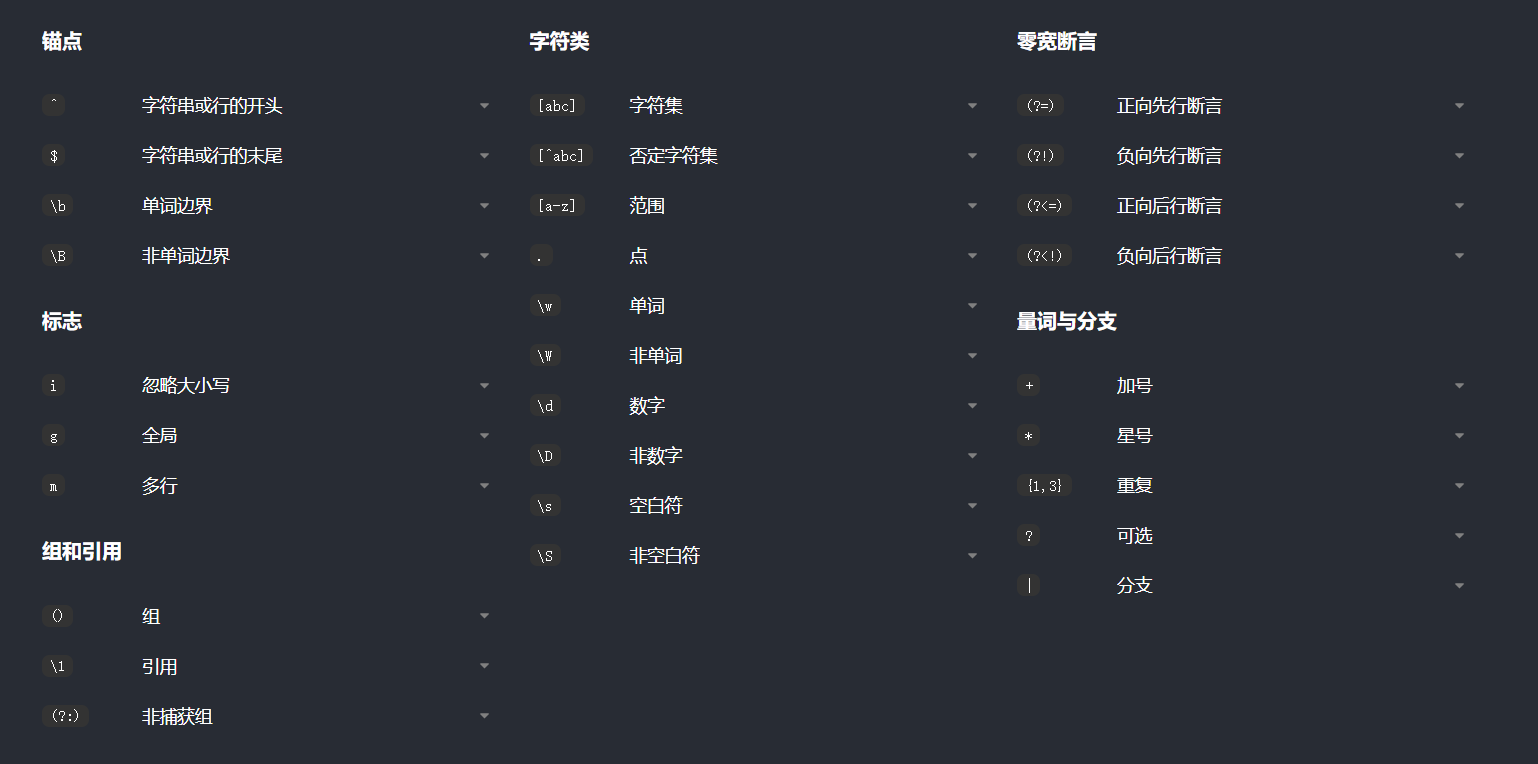 锚点
^ 字符串或行的开头
$ 字符串或行的末尾
\b 单词边界
\B 非单词边界
标志
i 忽略大小写
g 全局
m 多行
组和引用
() 组
\1 引用
(?:) 非捕获组
字符类
[abc] 字符集
[^abc] 否定字符集
[a-z] 范围
. 点
\w 单词
\W 非单词
\d 数字
\D 非数字
\s 空白符
\S 非空白符
零宽断言
(?=) 正向先行断言
(?!) 负向先行断言
(?<=) 正向后行断言
(?<!) 负向后行断言
量词与分支
+ 加号
* 星号
{1,3} 重复
? 可选
| 分支